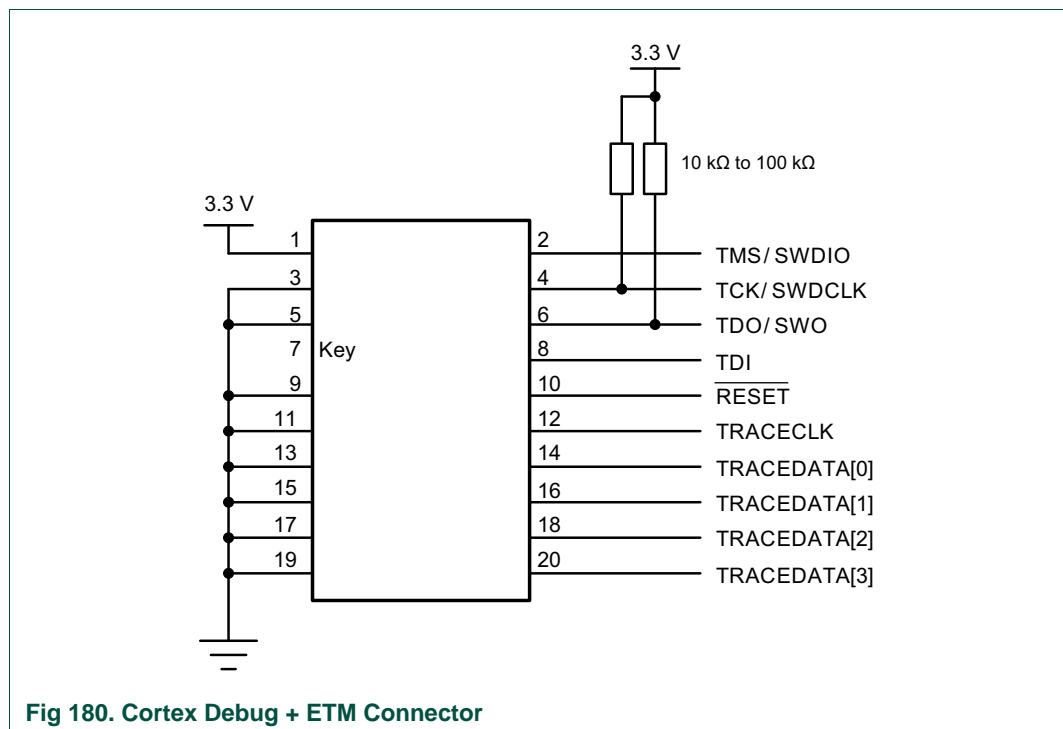 3.3 V
10 kΩ to 100 kΩ
3.3 V
1
2
TMS/ SWDIO
3
4
TCK/ SWDCLK
5
6
TDO/ SWO
7
Key
8
TDI
9
10
RESET
11
12
TRACECLK
13
14
TRACEDATA[0]
15
16
TRACEDATA[1]
17
18
TRACEDATA[2]
19
20
TRACEDATA[3]
Fig 180. Cortex Debug + ETM Connector